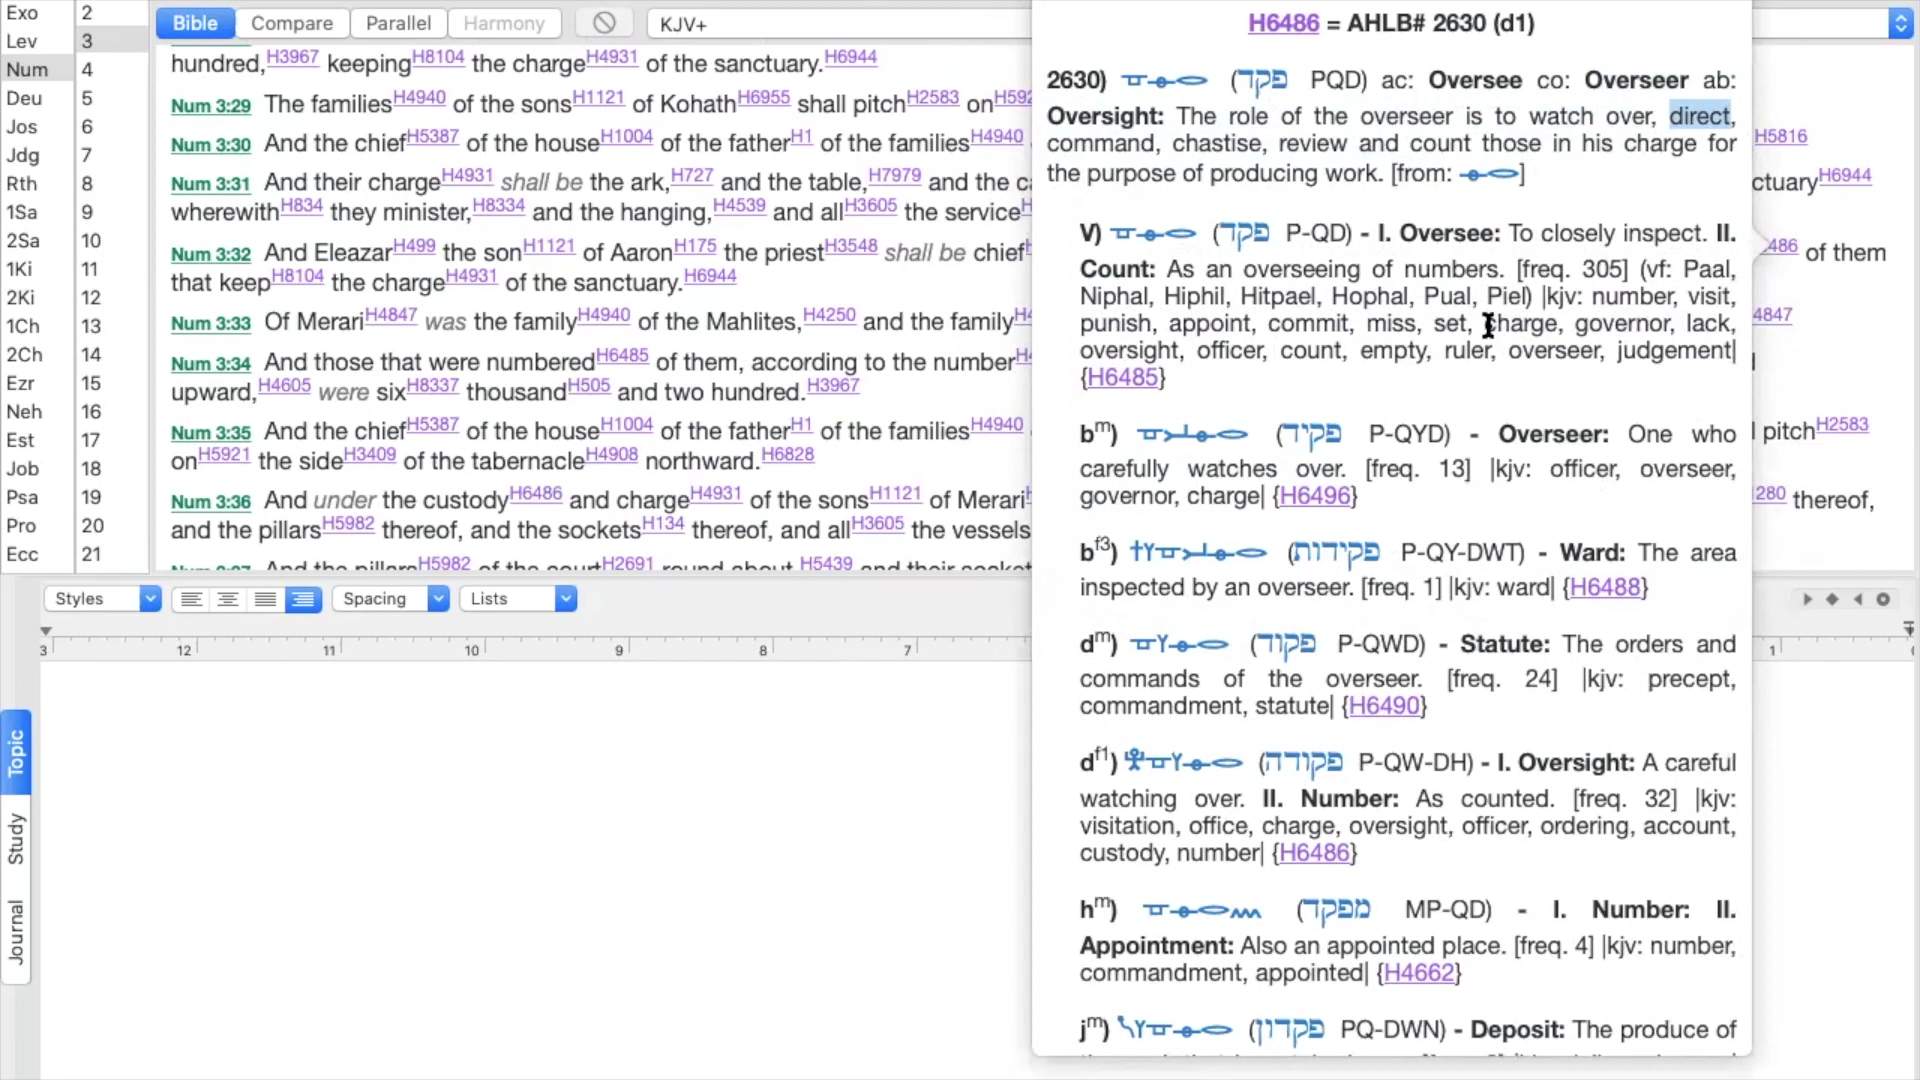 Exo
Lev
Num
Deu
Jos
Jdg
Rth
1Sa
2Sa
1Ki
2Ki
1Ch
2Ch
Ezr
Neh
Est
Job
Psa
Pro
Ecc
2
3
4
5
6
7
8
9
10
11
12
13
14
15
16
17
18
19
20
21
Bible Compare Parallel Harmony KJV+
hundred,H3967 keepingH8104 the chargeH4931 of the sanctuary.H6944
Num 3:29 The familiesH4940 of the sonsH1121 of KohathH6955 shall pitchH2583 on
Num 3:30 And the chiefH5387 of the houseH1004 of the fatherH1 of the familiesH4940 H5816
Num 3:31 And their chargeH4931 shall be the ark,H727 and the table,H7979 and the ctuaryH6944
wherewithH834 they minister,H8334 and the hanging,H4539 and allH3605 the service
Num 3:32 And EleazarH499 the sonH1121 of AaronH175 the priestH3548 shall be chief 486 of them
that keepH8104 the chargeH4931 of the sanctuary.H6944
Num 3:33 Of MerariH4847 was the familyH4940 of the Mahlites,H4250 and the family 4847
Num 3:34 And those that were numberedH6485 of them, according to the number
upward,H4605 were sixH8337 thousandH505 and two hundred.H3967
Num 3:35 And the chiefH5387 of the houseH1004 of the fatherH1 of the familiesH4940 pitchH2583
onH5921 the sideH3409 of the tabernacleH4908 northward.H6828
Num 3:36 And under the custodyH6486 and chargeH4931 of the sonsH1121 of Merari 280 thereof,
and the pillarsH5982 thereof, and the socketsH134 thereof, and allH3605 the vessels
And the pillarsH5982 of the courtH2691 round about,H5439 and their
H6486 = AHLB# 2630 (d1)
2630) (פקד PQD) ac: Oversee co: Overseer ab:
Oversight: The role of the overseer is to watch over, direct,
command, chastise, review and count those in his charge for
the purpose of producing work. [from: ]
V) (פקד P-QD) - I. Oversee: To closely inspect. II.
Count: As an overseeing of numbers. [freq. 305] (vf: Paal,
Niphal, Hiphil, Hitpael, Hophal, Pual, Piel) |kjv: number, visit,
punish, appoint, commit, miss, set, charge, governor, lack,
oversight, officer, count, empty, ruler, overseer, judgement|
{H6485}
bm) (פקיד P-QYD) - Overseer: One who
carefully watches over. [freq. 13] |kjv: officer, overseer,
governor, charge| {H6496}
bf3) (פקידות P-QY-DWT) - Ward: The area
inspected by an overseer. [freq. 1] |kjv: ward| {H6488}
dm) (פקוד P-QWD) - Statute: The orders and
commands of the overseer. [freq. 24] |kjv: precept,
commandment, statute| {H6490}
df1) (פקודה P-QW-DH) - I. Oversight: A careful
watching over. II. Number: As counted. [freq. 32] |kjv:
visitation, office, charge, oversight, officer, ordering, account,
custody, number| {H6486}
hm) (מפקד MP-QD) - I. Number: II.
Appointment: Also an appointed place. [freq. 4] |kjv: number,
commandment, appointed| {H4662}
jm) (פקדון PQ-DWN) - Deposit: The produce of
Styles Spacing Lists
3 12 11 10 9 8 7 1
Topic
Study
Journal